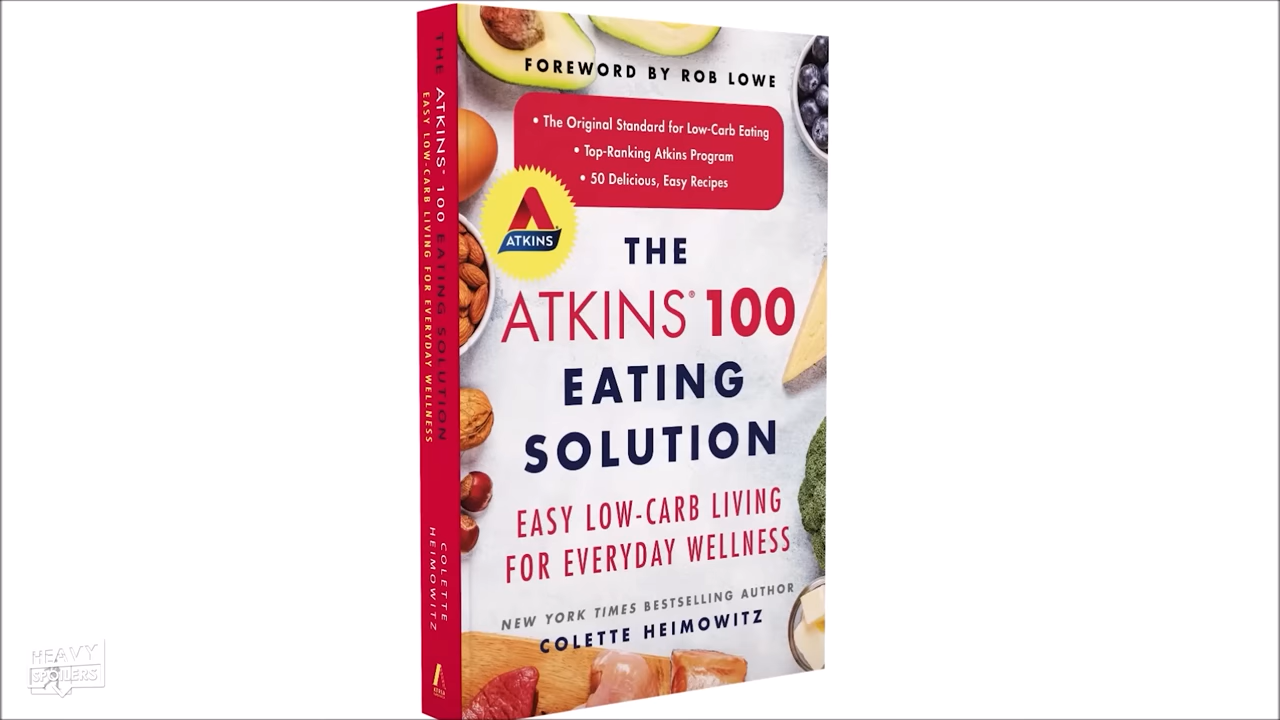 FOREWORD BY ROB LOWE
• The Original Standard for Low-Carb Eating
• Top-Ranking Atkins Program
• 50 Delicious, Easy Recipes
ATKINS
THE
ATKINS® 100
EATING
SOLUTION
EASY LOW-CARB LIVING
FOR EVERYDAY WELLNESS
NEW YORK TIMES BESTSELLING AUTHOR
COLETTE HEIMOWITZ
THE ATKINS® 100 EATING SOLUTION
EASY LOW-CARB LIVING FOR EVERYDAY WELLNESS
COLETTE
HEIMOWITZ
ATRIA
HEAVY
SPOILERS